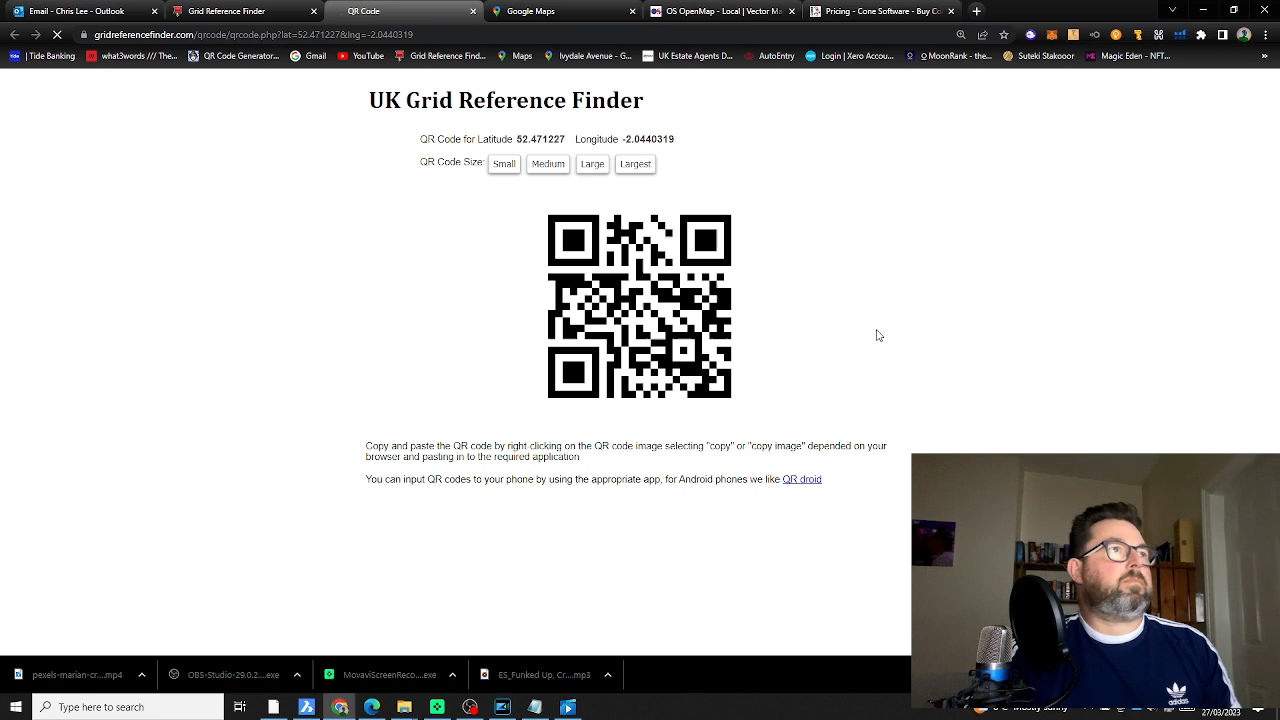 Email - Chris Lee - Outlook
Grid Reference Finder
QR Code
Google Maps
OS OpenMap - Local | Vector Ma
Pricing - Cone Software - Buy Co
gridreferencefinder.com/qrcode/qrcode.php?lat=52.471227&lng=-2.0440319
| Tide Banking
what3words /// The...
QR Code Generator...
Gmail
YouTube
Grid Reference Find...
Maps
Ivydale Avenue - G...
UK Estate Agents D...
AutoEntry
Login | Xero Accou...
MoonRank - the...
Suteki Stakooor
Magic Eden - NFT...
UK Grid Reference Finder
QR Code for Latitude 52.471227 Longitude -2.0440319
QR Code Size: Small Medium Large Largest
Copy and paste the QR code by right-clicking on the QR code image selecting "copy" or "copy image" depended on your
browser and pasting in to the required application
You can input QR codes to your phone by using the appropriate app, for Android phones we like QR droid
adidas
pexels-marian-cr....mp4
OBS-Studio-29.0.2....exe
MovaviScreenReco....exe
ES_Funked Up, Cr....mp3
Type here to search
27/03/2023